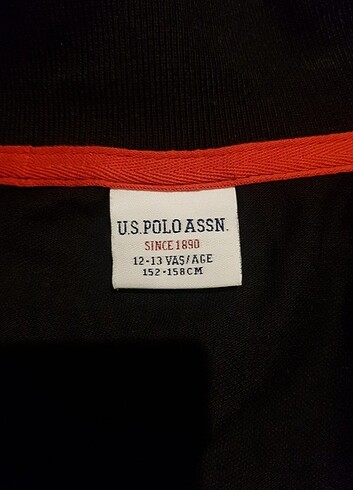 U.S. POLO ASSN.
SINCE 1890
12-13 YAŞ/AGE
152-158CM